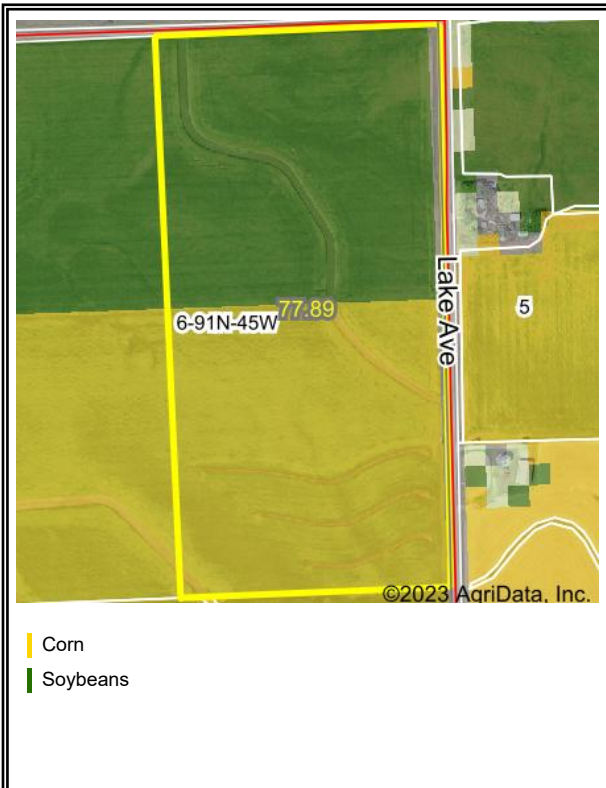 77.89
6-91N-45W
Lake Ave
5
©2023 AgriData, Inc.
Corn
Soybeans